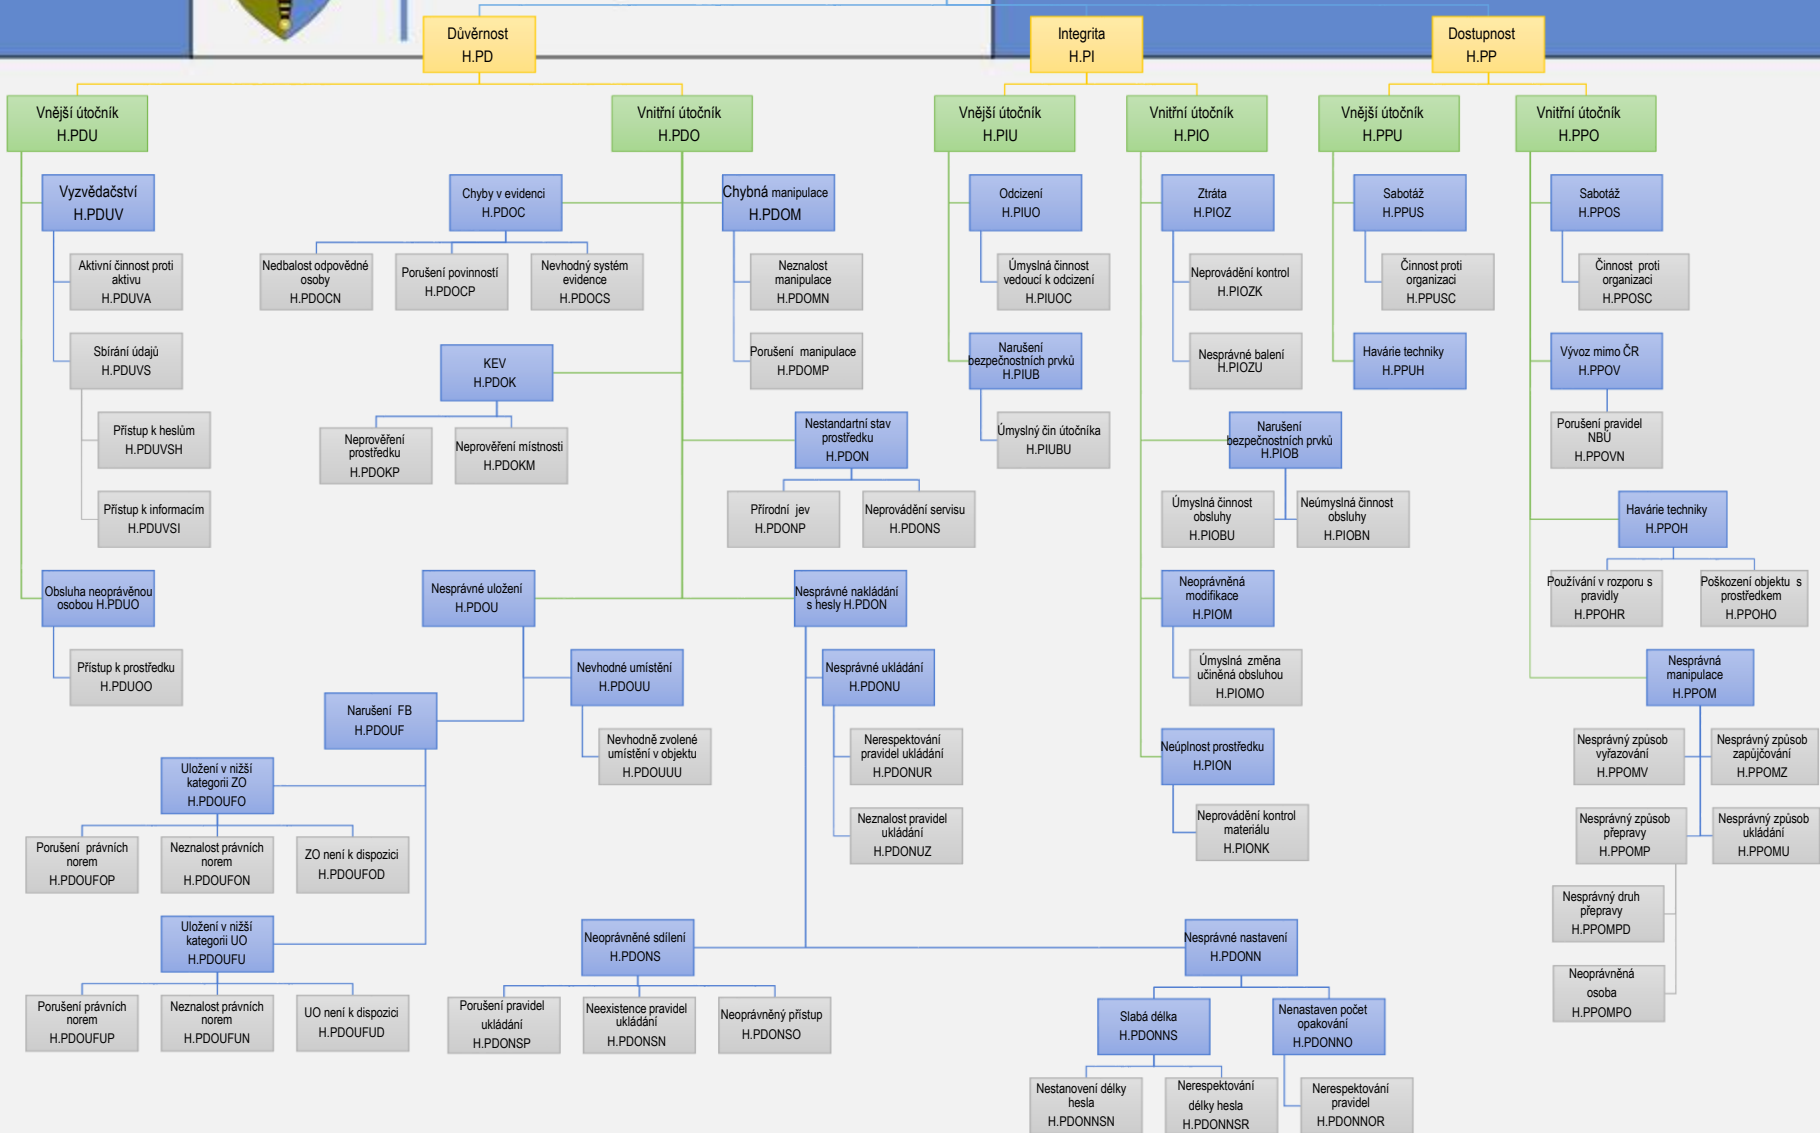 Důvěrnost
H.PD
Integrita
H.PI
Dostupnost
H.PP
Vnější útočník
H.PDU
Vnitřní útočník
H.PDO
Vnější útočník
H.PIU
Vnitřní útočník
H.PIO
Vnější útočník
H.PPU
Vnitřní útočník
H.PPO
Vyzvědačství
H.PDUV
Aktivní činnost proti
aktivu
H.PDUVA
Sbírání údajů
H.PDUVS
Přístup k heslům
H.PDUVSH
Přístup k informacím
H.PDUVSI
Obsluha neoprávěnou
osobou H.PDUO
Přístup k prostředku
H.PDUOO
Chyby v evidenci
H.PDOC
Nedbalost odpovědné
osoby
H.PDOCN
Porušení povinností
H.PDOCP
Nevhodný systém
evidence
H.PDOCS
Chybná manipulace
H.PDOM
Neznalost
manipulace
H.PDOMN
Porušení manipulace
H.PDOMP
KEV
H.PDOK
Neprověření
prostředku
H.PDOKP
Neprověření místnosti
H.PDOKM
Nestandartní stav
prostředku
H.PDON
Přírodní jev
H.PDONP
Neprovádění servisu
H.PDONS
Nesprávné uložení
H.PDOU
Nevhodné umístění
H.PDOUU
Nevhodně zvolené
umístění v objektu
H.PDOUUU
Narušení FB
H.PDOUF
Uložení v nižší
kategorii ZO
H.PDOUFO
Porušení právních
norem
H.PDOUFOP
Neznalost právních
norem
H.PDOUFON
ZO není k dispozici
H.PDOUFOD
Uložení v nižší
kategorii UO
H.PDOUFU
Porušení právních
norem
H.PDOUFUP
Neznalost právních
norem
H.PDOUFUN
UO není k dispozici
H.PDOUFUD
Nesprávné nakládání
s hesly H.PDON
Nesprávné ukládání
H.PDONU
Nerespektování
pravidel ukládání
H.PDONUR
Neznalost pravidel
ukládání
H.PDONUZ
Neoprávněné sdílení
H.PDONS
Porušení pravidel
ukládání
H.PDONSP
Neexistence pravidel
ukládání
H.PDONSN
Neoprávněný přístup
H.PDONSO
Nesprávné nastavení
H.PDONN
Slabá délka
H.PDONNS
Nestanovení délky
hesla
H.PDONNSN
Nerespektování
délky hesla
H.PDONNSR
Nenastaven počet
opakování
H.PDONNO
Nerespektování
pravidel
H.PDONNOR
Odcizení
H.PIUO
Úmyslná činnost
vedoucí k odcizení
H.PIUOC
Narušení
bezpečnostních prvků
H.PIUB
Úmyslný čin útočníka
H.PIUBU
Ztráta
H.PIOZ
Neprovádění kontrol
H.PIOZK
Nesprávné balení
H.PIOZU
Narušení
bezpečnostních prvků
H.PIOB
Úmyslná činnost
obsluhy
H.PIOBU
Neúmyslná činnost
obsluhy
H.PIOBN
Neoprávněná
modifikace
H.PIOM
Úmyslná změna
učiněná obsluhou
H.PIOMO
Neúplnost prostředku
H.PION
Neprovádění kontrol
materiálu
H.PIONK
Sabotáž
H.PPUS
Činnost proti
organizaci
H.PPUSC
Havárie techniky
H.PPUH
Sabotáž
H.PPOS
Činnost proti
organizaci
H.PPOSC
Vývoz mimo ČR
H.PPOV
Porušení pravidel
NBÚ
H.PPOVN
Havárie techniky
H.PPOH
Používání v rozporu s
pravidly
H.PPOHR
Poškození objektu s
prostředkem
H.PPOHO
Nesprávná
manipulace
H.PPOM
Nesprávný způsob
vyřazování
H.PPOMV
Nesprávný způsob
zapůjčování
H.PPOMZ
Nesprávný způsob
přepravy
H.PPOMP
Nesprávný způsob
ukládání
H.PPOMU
Nesprávný druh
přepravy
H.PPOMPD
Neoprávněná
osoba
H.PPOMPO